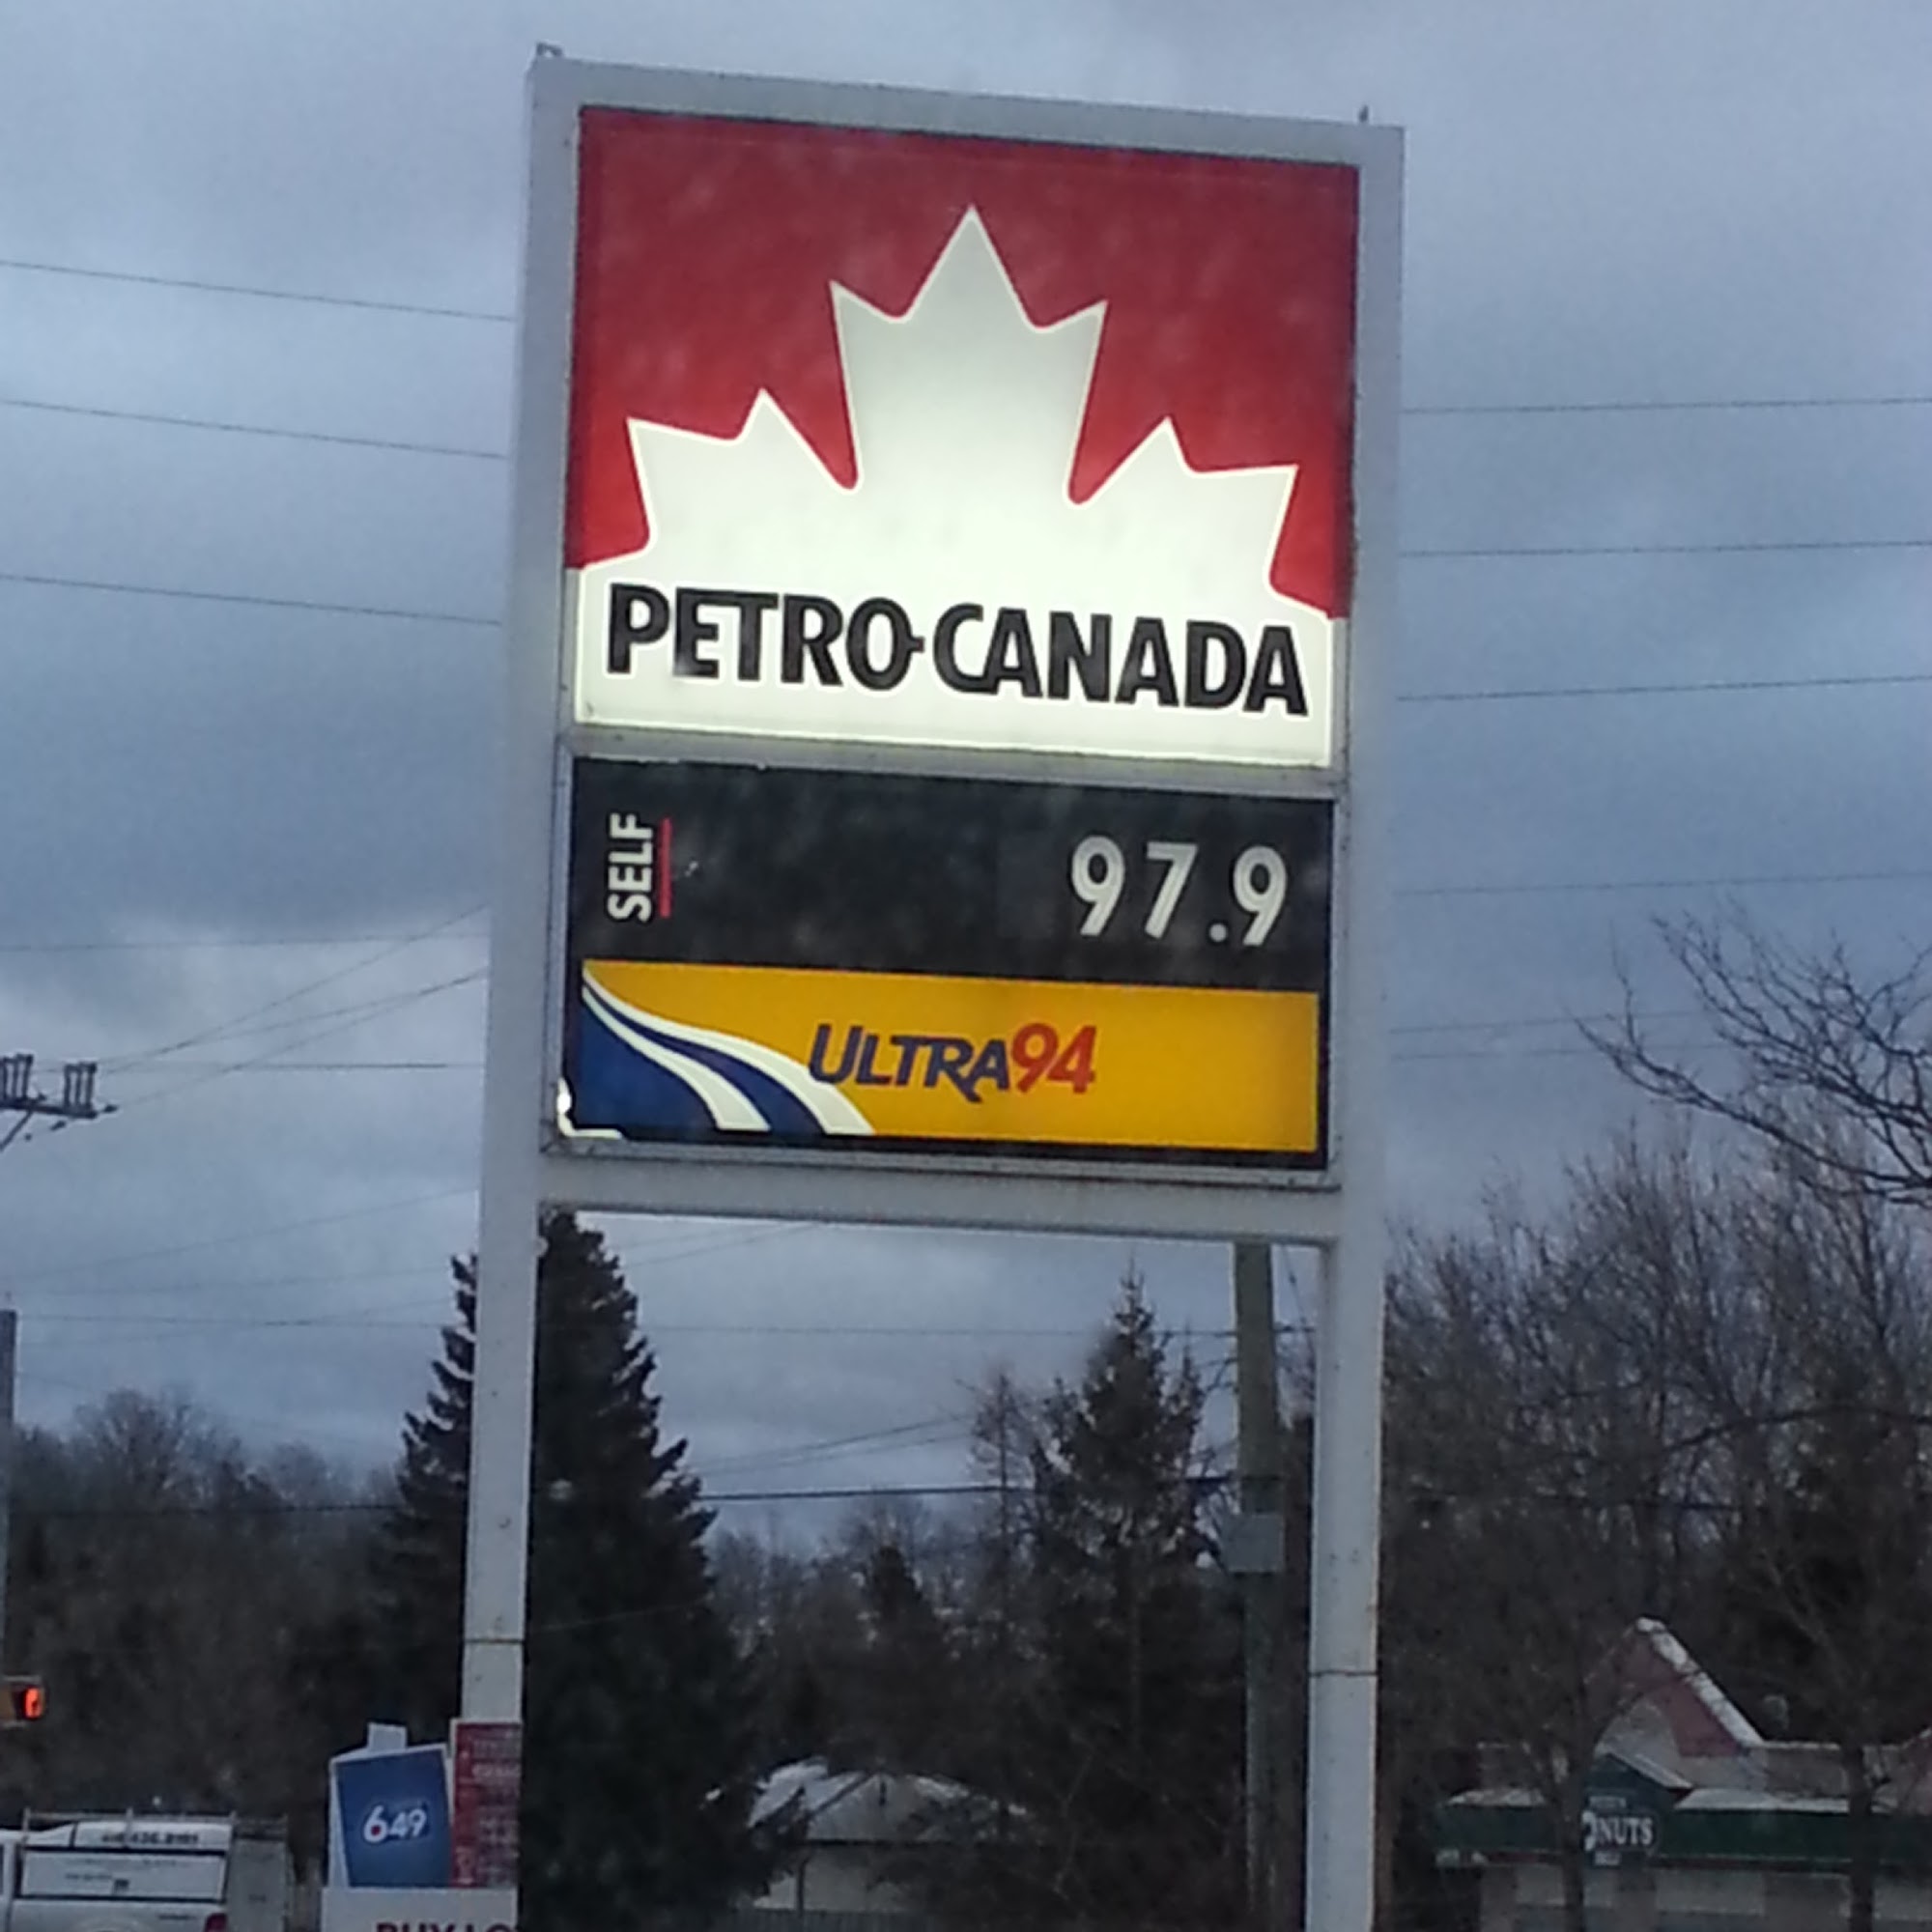 PETRO-CANADA
SELF
97.9
ULTRA94
649
NUTS